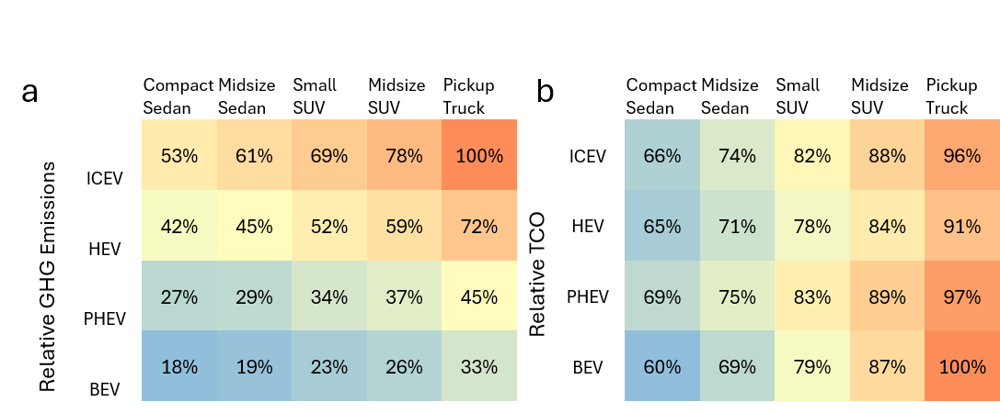 a
Compact Midsize Small Midsize Pickup
Sedan Sedan SUV SUV Truck
Relative GHG Emissions
ICEV 53% 61% 69% 78% 100%
HEV 42% 45% 52% 59% 72%
PHEV 27% 29% 34% 37% 45%
BEV 18% 19% 23% 26% 33%
b
Compact Midsize Small Midsize Pickup
Sedan Sedan SUV SUV Truck
Relative TCO
ICEV 66% 74% 82% 88% 96%
HEV 65% 71% 78% 84% 91%
PHEV 69% 75% 83% 89% 97%
BEV 60% 69% 79% 87% 100%